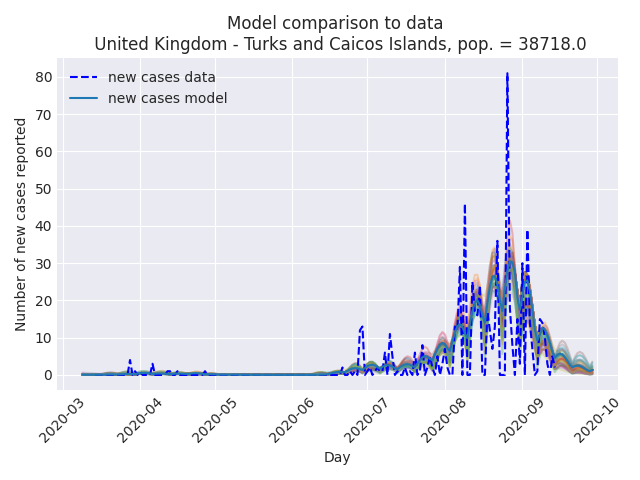 Model comparison to data
United Kingdom - Turks and Caicos Islands, pop. = 38718.0
new cases data
new cases model
Number of new cases reported
80
70
60
50
40
30
20
10
0
2020-03
2020-04
2020-05
2020-06
2020-07
2020-08
2020-09
2020-10
Day